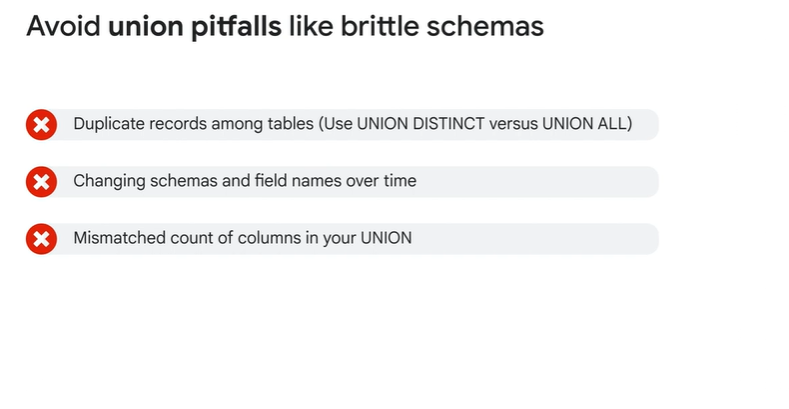 Avoid union pitfalls like brittle schemas
Duplicate records among tables (Use UNION DISTINCT versus UNION ALL)
Changing schemas and field names over time
Mismatched count of columns in your UNION